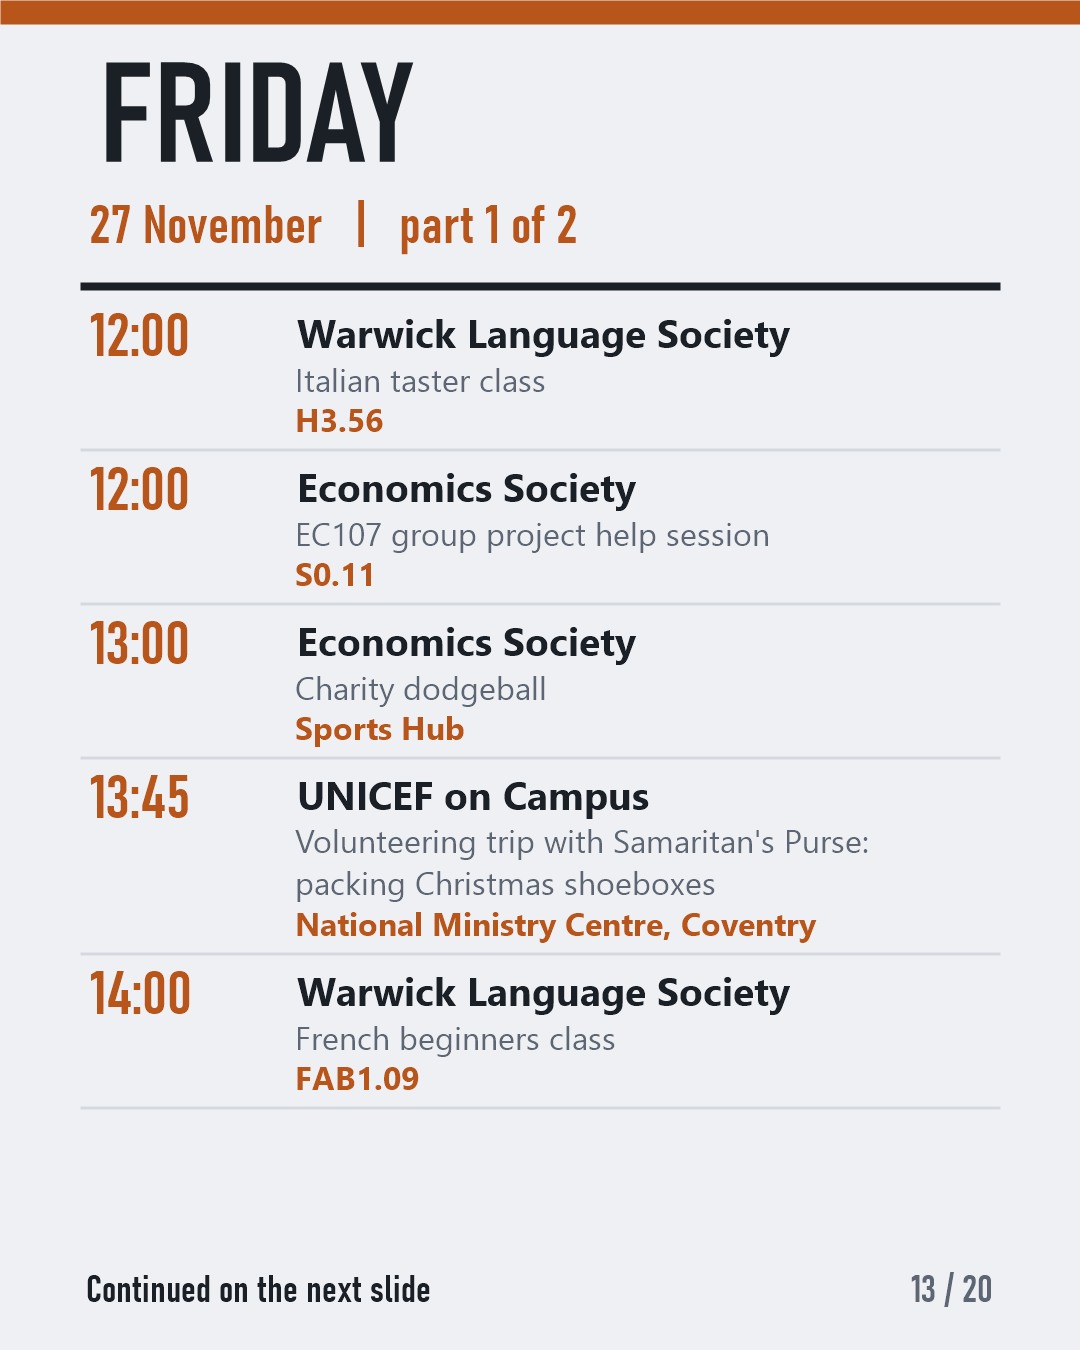 FRIDAY
27 November | part 1 of 2
12:00
Warwick Language Society
Italian taster class
H3.56
12:00
Economics Society
EC107 group project help session
S0.11
13:00
Economics Society
Charity dodgeball
Sports Hub
13:45
UNICEF on Campus
Volunteering trip with Samaritan's Purse:
packing Christmas shoeboxes
National Ministry Centre, Coventry
14:00
Warwick Language Society
French beginners class
FAB1.09
Continued on the next slide
13 / 20